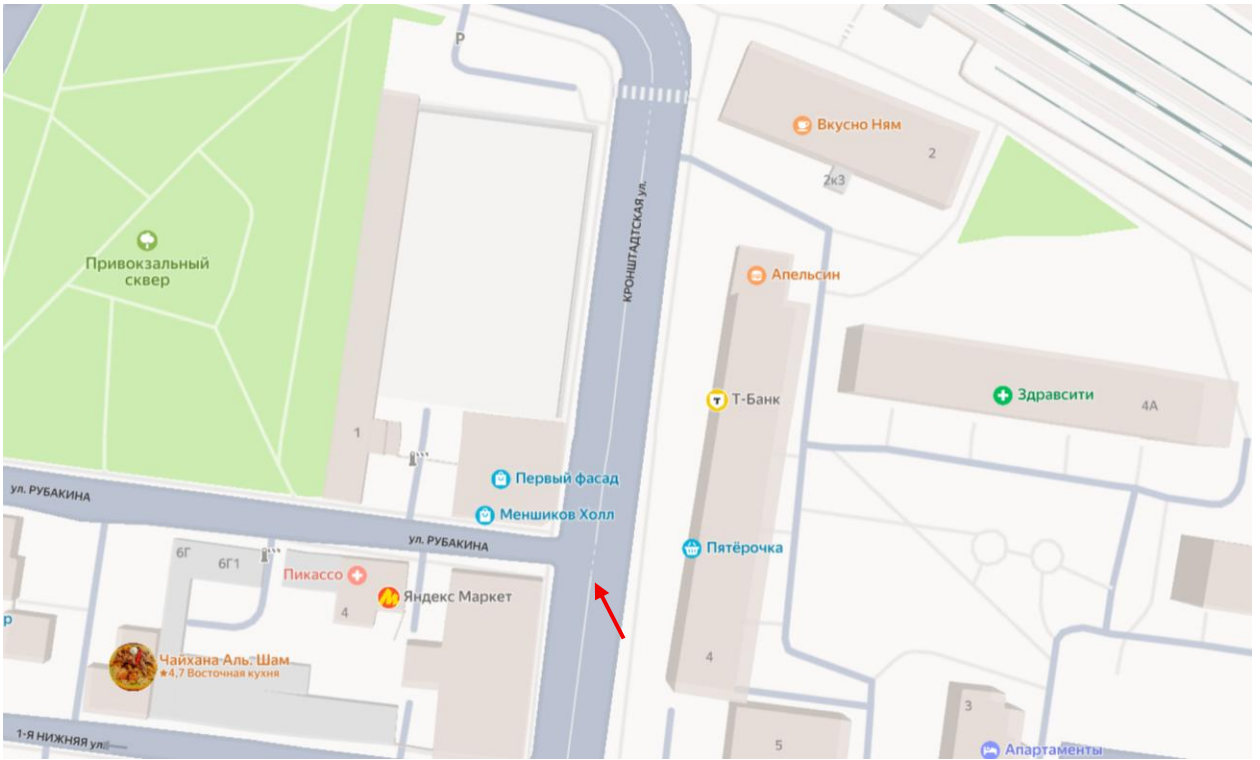 P
Вкусно Ням
2
2к3
КРОНШТАДТСКАЯ ул.
Привокзальный
сквер
Апельсин
Т
Т-Банк
Здравсити
4А
1
Первый фасад
ул. РУБАКИНА
Меншиков Холл
ул. РУБАКИНА
Пятёрочка
6Г
6Г1
Пикассо
Яндекс Маркет
4
р
Чайхана Аль. Шам
★4,7 Восточная кухня
4
3
1-Я НИЖНЯЯ ул.
5
Апартаменты